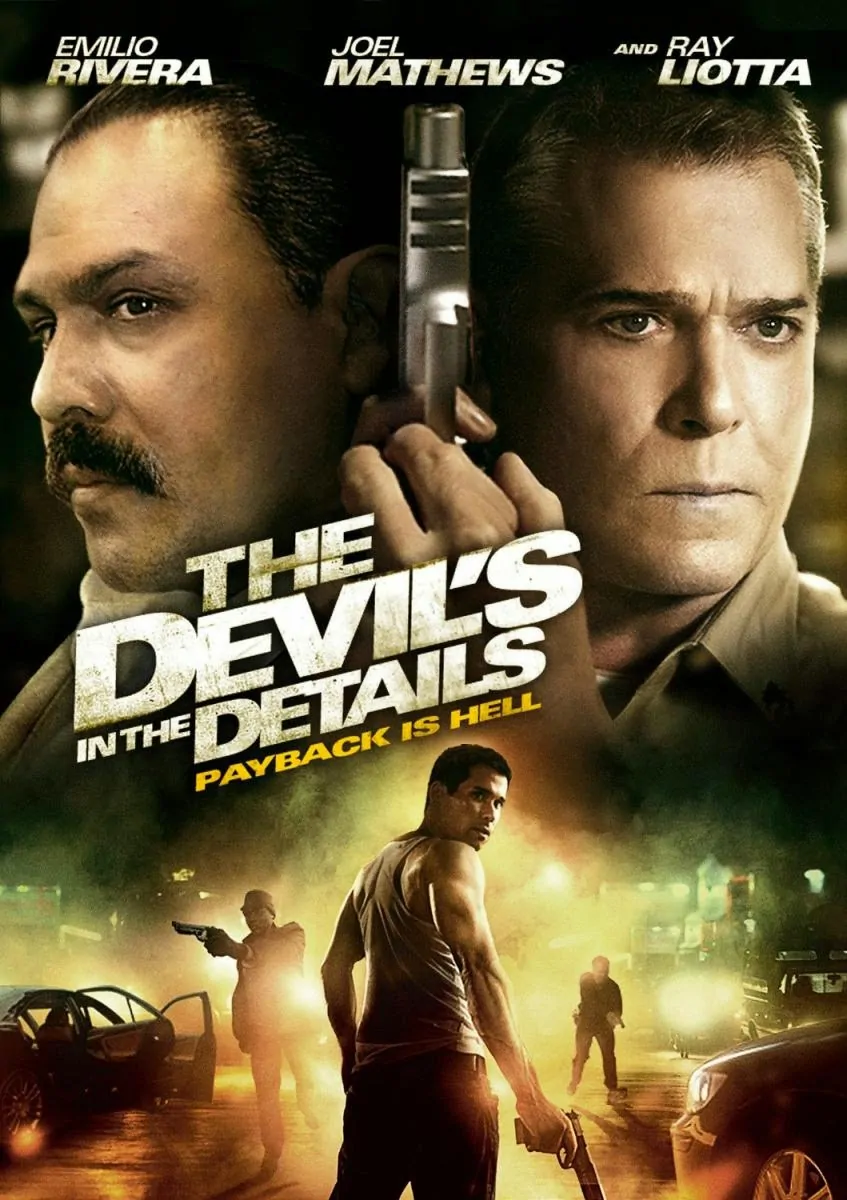 EMILIO RIVERA
JOEL MATHEWS
AND RAY LIOTTA
THE
DEVIL'S
IN THE DETAILS
PAYBACK IS HELL